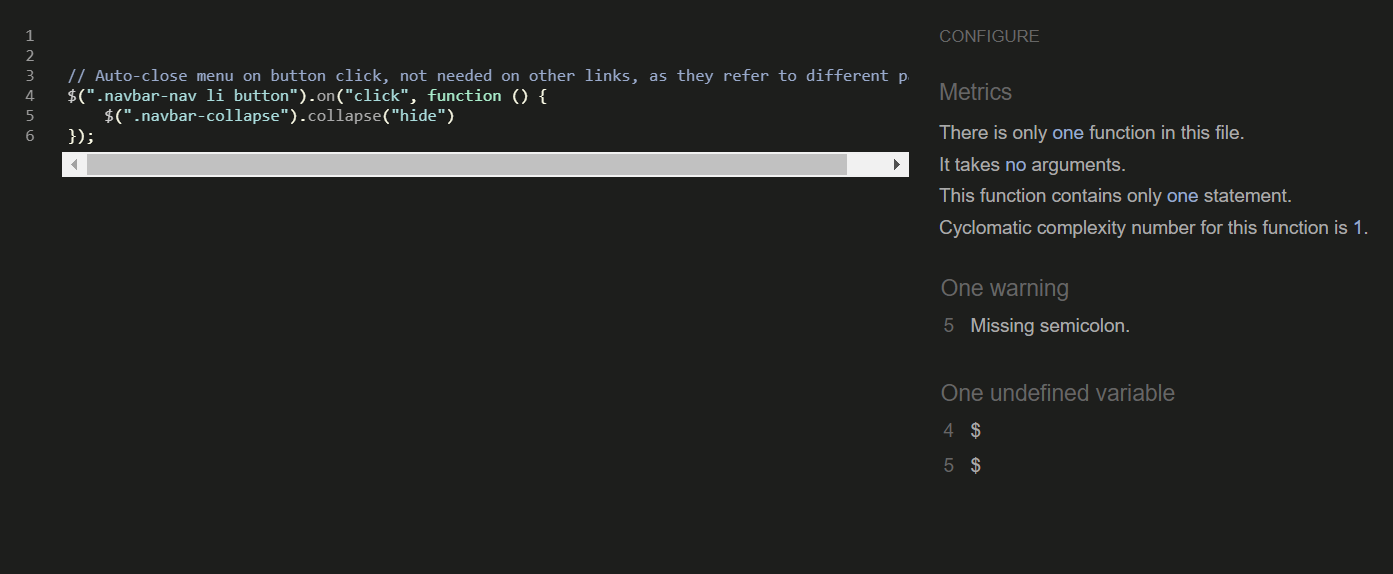 1
2
3 // Auto-close menu on button click, not needed on other links, as they refer to different
4 $(".navbar-nav li button").on("click", function () {
5 $(".navbar-collapse").collapse("hide")
6 });
CONFIGURE
Metrics
There is only one function in this file.
It takes no arguments.
This function contains only one statement.
Cyclomatic complexity number for this function is 1.
One warning
5 Missing semicolon.
One undefined variable
4 $
5 $